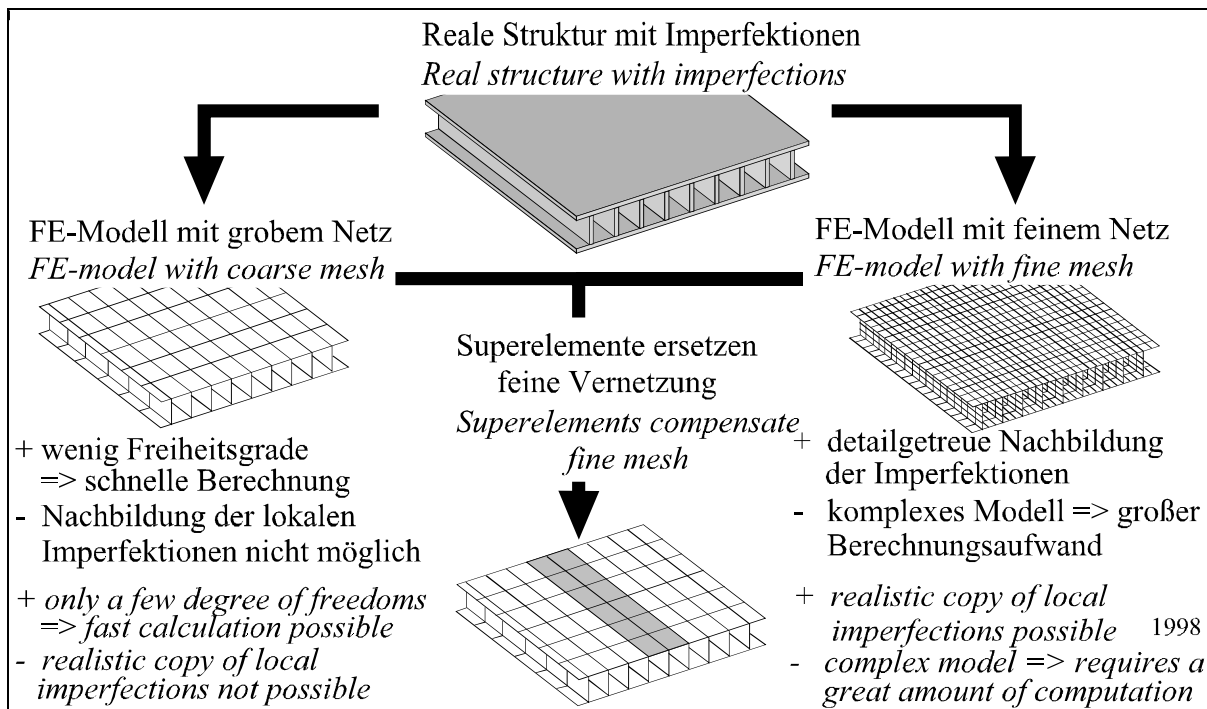 Reale Struktur mit Imperfektionen
Real structure with imperfections
FE-Modell mit grobem Netz
FE-model with coarse mesh
+ wenig Freiheitsgrade
=> schnelle Berechnung
- Nachbildung der lokalen
Imperfektionen nicht möglich
+ only a few degree of freedoms
=> fast calculation possible
- realistic copy of local
imperfections not possible
Superelemente ersetzen
feine Vernetzung
Superelements compensate
fine mesh
FE-Modell mit feinem Netz
FE-model with fine mesh
+ detailgetreue Nachbildung
der Imperfektionen
- komplexes Modell => großer
Berechnungsaufwand
+ realistic copy of local
imperfections possible 1998
- complex model => requires a
great amount of computation